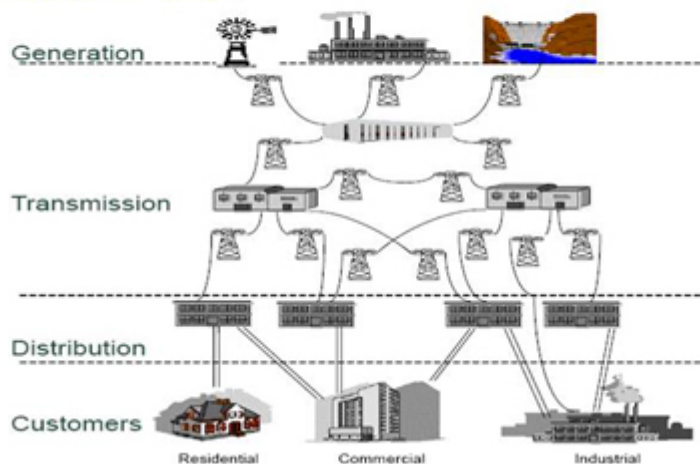 Generation
Transmission
Distribution
Customers
Residential Commercial Industrial